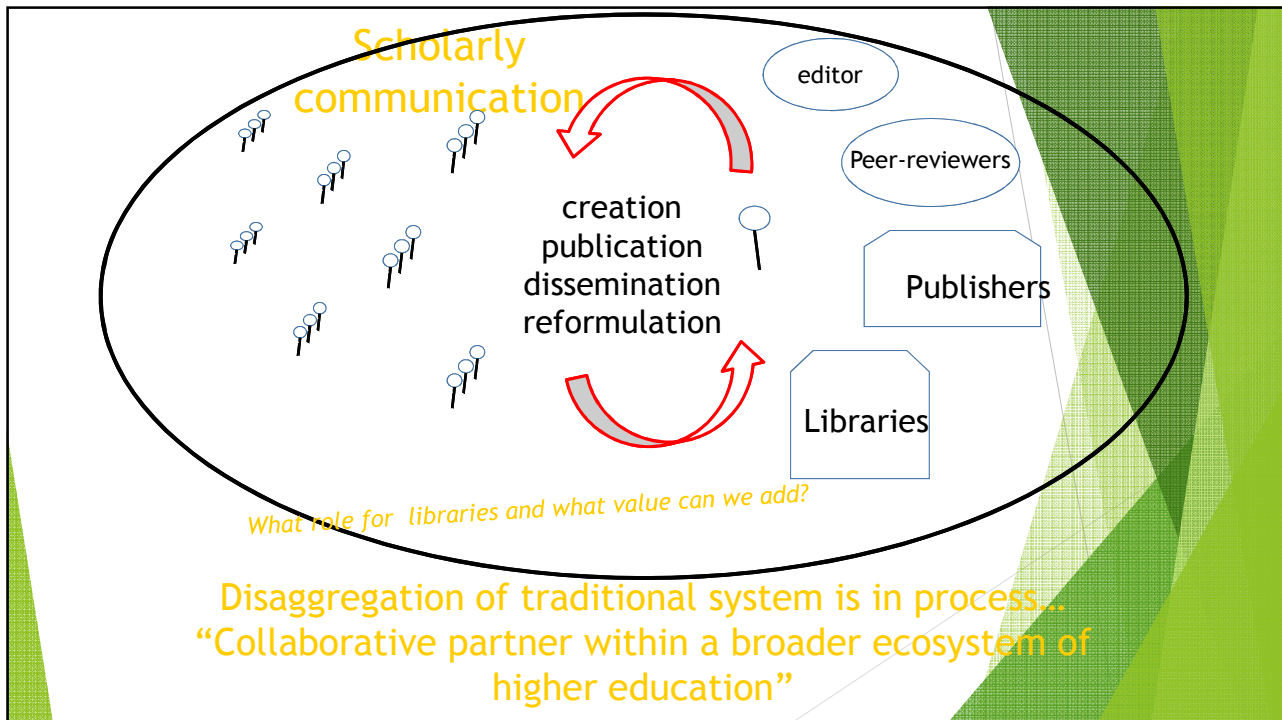 Scholarly
communication
editor
Peer-reviewers
creation
publication
dissemination
reformulation
Publishers
Libraries
What role for libraries and what value can we add?
Disaggregation of traditional system is in process…
“Collaborative partner within a broader ecosystem of
higher education”